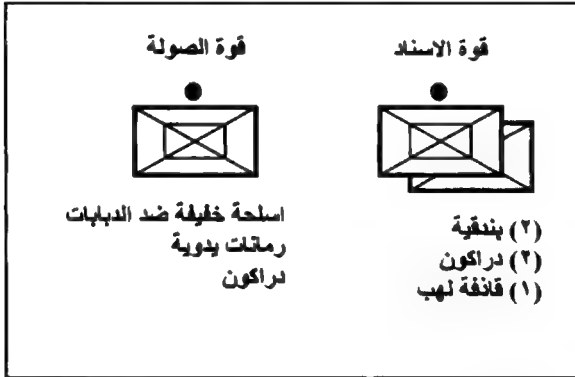 قوة الاسناد
(٢) بندقية
(٢) دراكون
(١) قاذفة لهب
قوة الصولة
اسلحة خفيفة ضد الدبابات
رمانات يدوية
دراكون